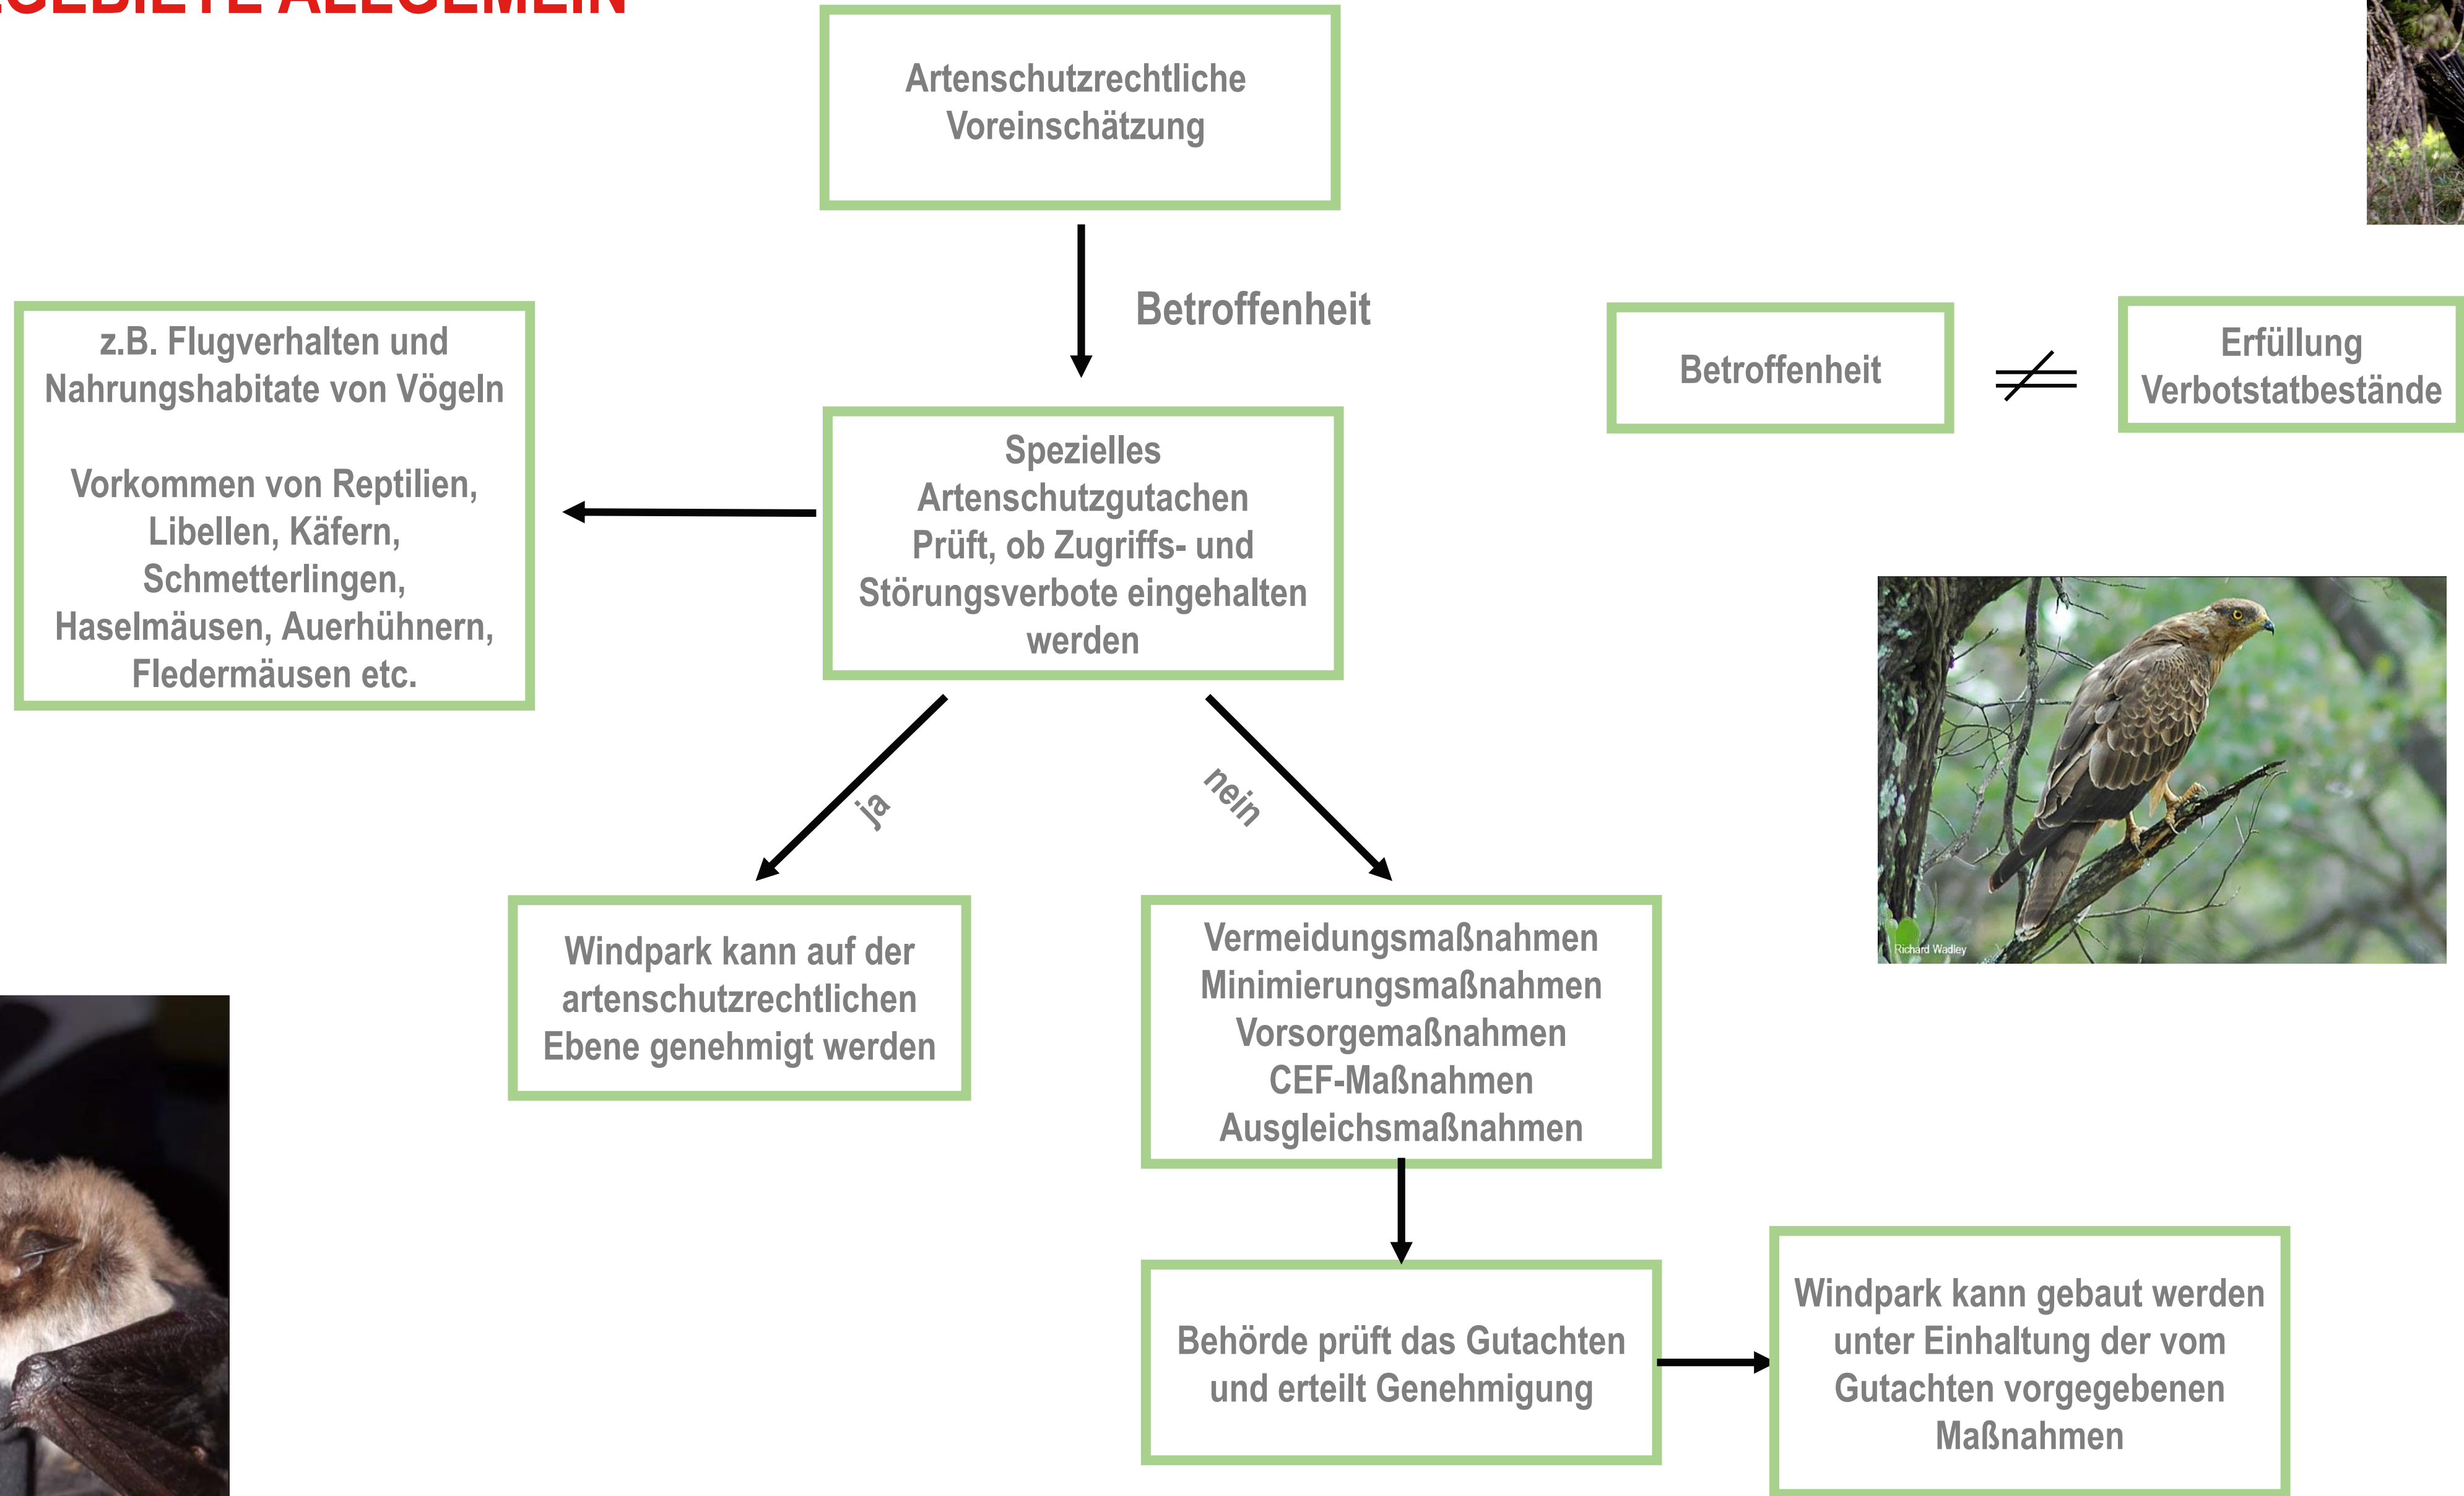 ALLGEMEIN
Artenschutzrechtliche
Voreinschätzung
Betroffenheit
z.B. Flugverhalten und
Nahrungshabitate von Vögeln
Vorkommen von Reptilien,
Libellen, Käfern,
Schmetterlingen,
Haselmäusen, Auerhühnern,
Fledermäusen etc.
Spezielles
Artenschutzgutachen
Prüft, ob Zugriffs- und
Störungsverbote eingehalten
werden
Betroffenheit
≠
Erfüllung
Verbotstatbestände
ja
nein
Windpark kann auf der
artenschutzrechtlichen
Ebene genehmigt werden
Vermeidungsmaßnahmen
Minimierungsmaßnahmen
Vorsorgemaßnahmen
CEF-Maßnahmen
Ausgleichsmaßnahmen
Richard Wadley
Behörde prüft das Gutachten
und erteilt Genehmigung
Windpark kann gebaut werden
unter Einhaltung der vom
Gutachten vorgegebenen
Maßnahmen